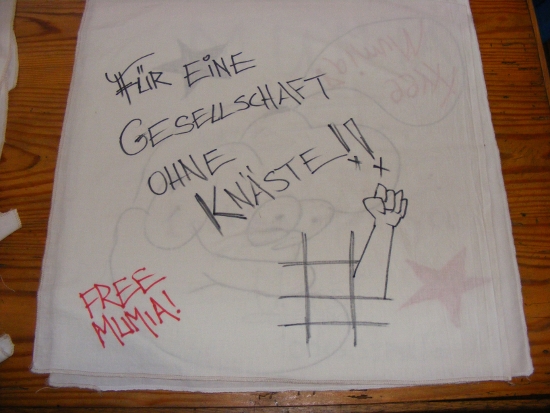 FÜR EINE
GESELLSCHAFT
OHNE
KNÄSTE!!
FREE
MUMIA!